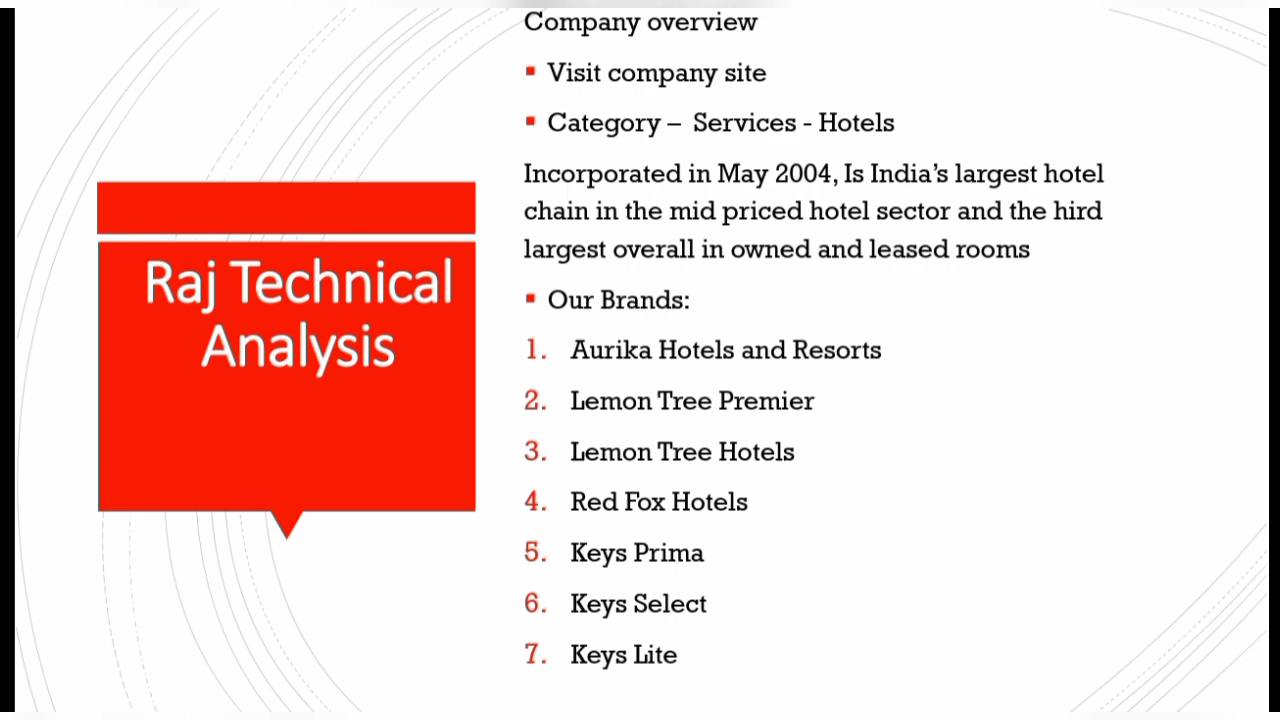 Raj Technical
Analysis
Company overview
▪ Visit company site
▪ Category – Services - Hotels
Incorporated in May 2004, Is India’s largest hotel
chain in the mid priced hotel sector and the hird
largest overall in owned and leased rooms
▪ Our Brands:
1. Aurika Hotels and Resorts
2. Lemon Tree Premier
3. Lemon Tree Hotels
4. Red Fox Hotels
5. Keys Prima
6. Keys Select
7. Keys Lite